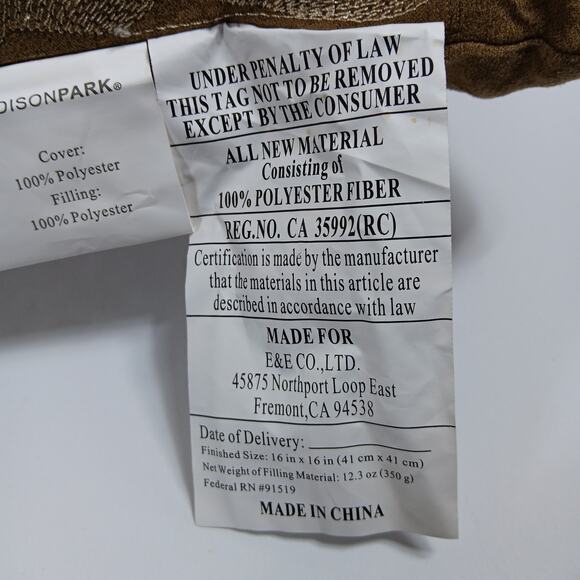 DISONPARK®
Cover:
100% Polyester
Filling:
100% Polyester
UNDER PENALTY OF LAW
THIS TAG NOT TO BE REMOVED
EXCEPT BY THE CONSUMER
ALL NEW MATERIAL
Consisting of
100% POLYESTER FIBER
REG.NO. CA 35992(RC)
Certification is made by the manufacturer
that the materials in this article are
described in accordance with law
MADE FOR
E&E CO.,LTD.
45875 Northport Loop East
Fremont,CA 94538
Date of Delivery:
Finished Size: 16 in x 16 in (41 cm x 41 cm)
Net Weight of Filling Material: 12.3 oz (350 g)
Federal RN #91519
MADE IN CHINA